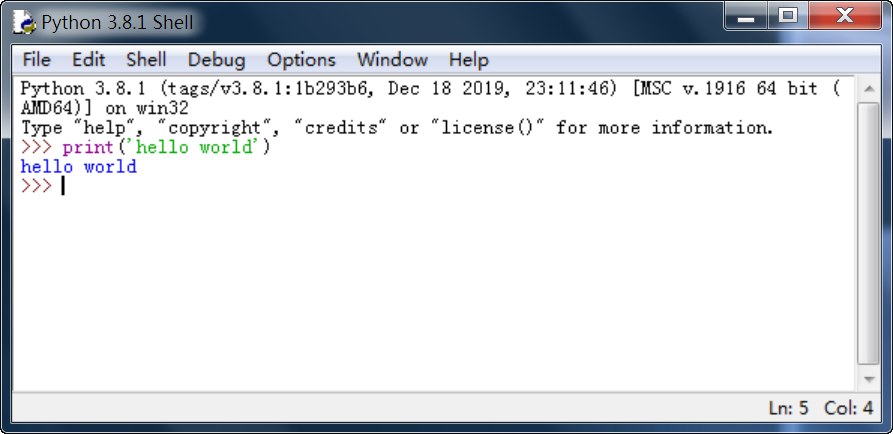 Python 3.8.1 Shell
File Edit Shell Debug Options Window Help
Python 3.8.1 (tags/v3.8.1:1b293b6, Dec 18 2019, 23:11:46) [MSC v.1916 64 bit (
AMD64)] on win32
Type "help", "copyright", "credits" or "license()" for more information.
>>> print('hello world')
hello world
>>>
Ln: 5 Col: 4